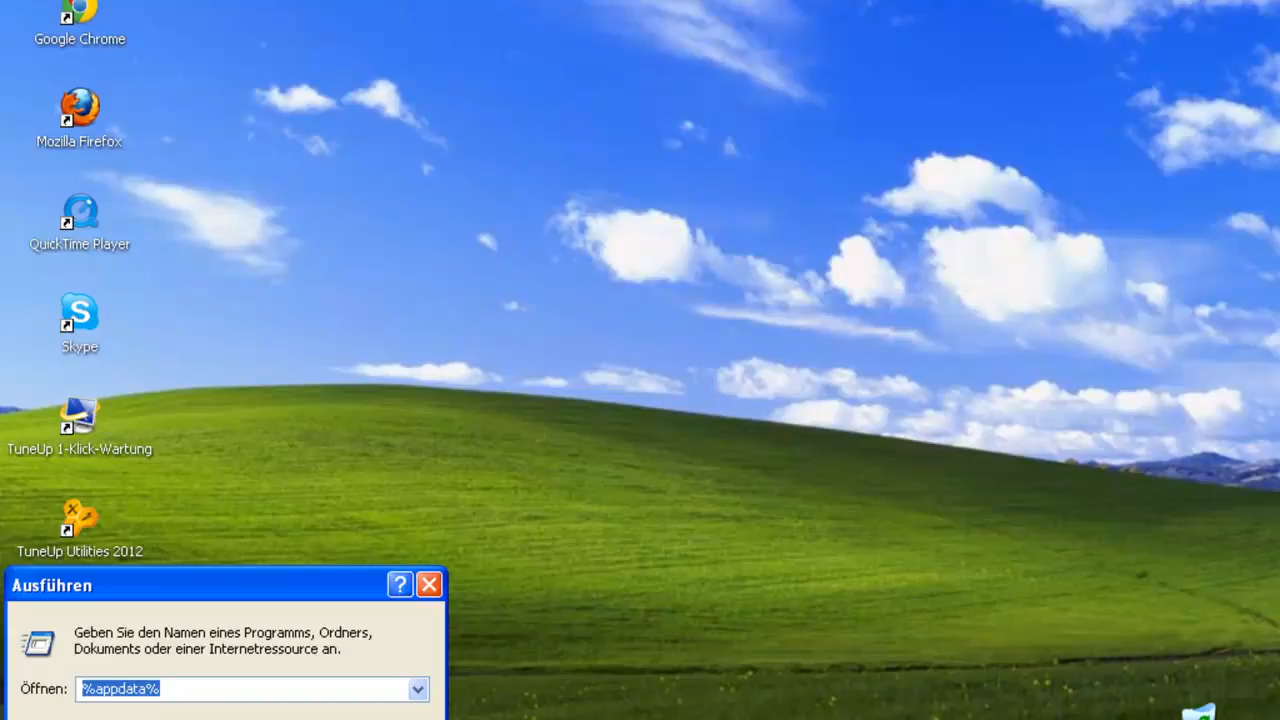 Google Chrome
Mozilla Firefox
QuickTime Player
Skype
TuneUp 1-Klick-Wartung
TuneUp Utilities 2012
Ausführen
Geben Sie den Namen eines Programms, Ordners,
Dokuments oder einer Internetressource an.
Öffnen: %appdata%